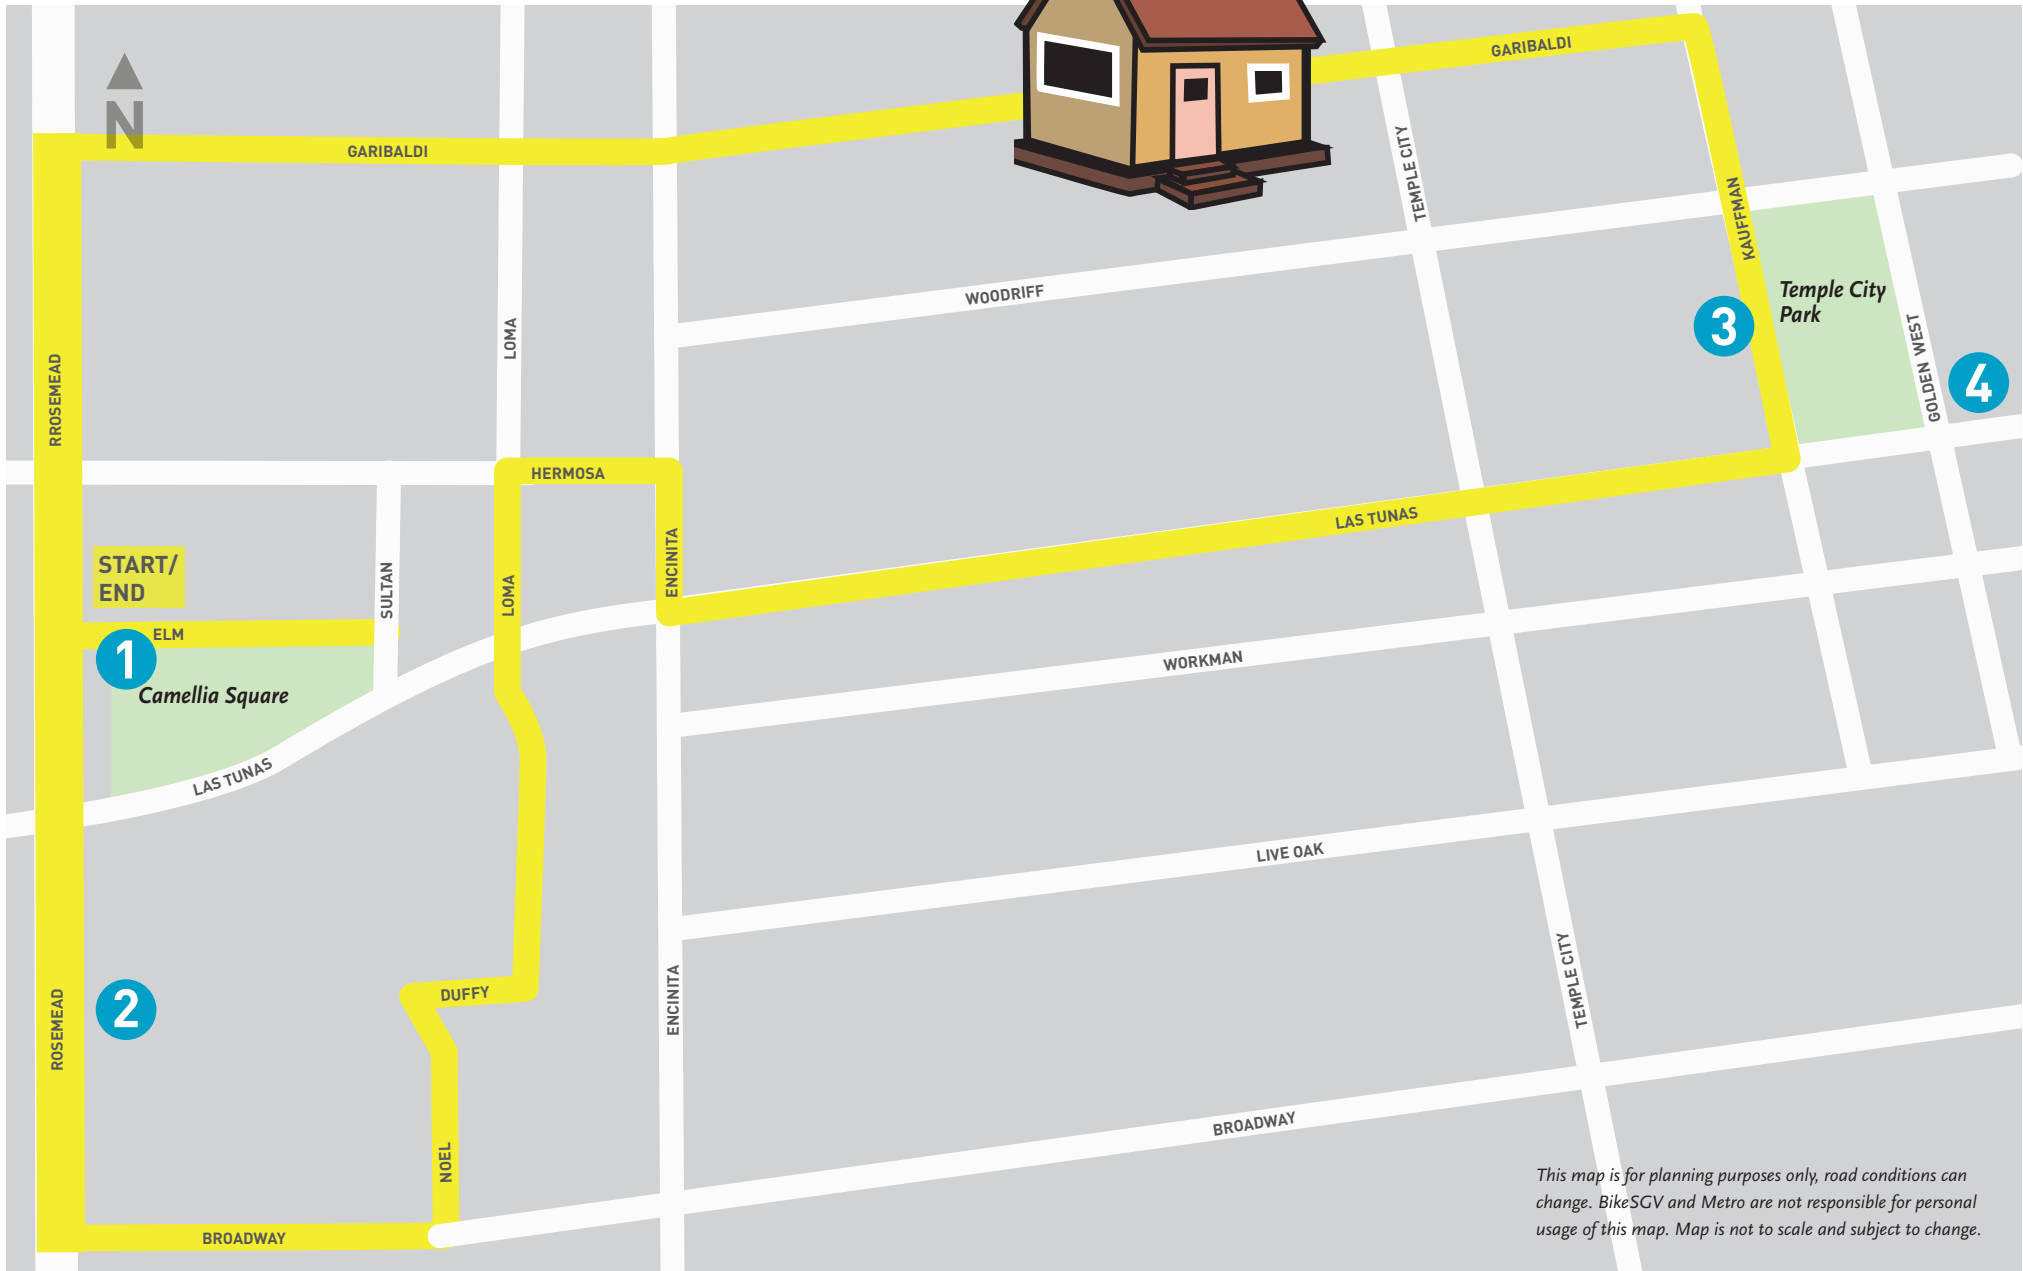 GARIBALDI
N
TEMPLE CITY
GARIBALDI
KAUFFMAN
WOODRIFF
Temple City
Park
3
LOMA
RROSEMEAD
GOLDEN WEST
4
HERMOSA
LAS TUNAS
ENCINITA
START/
END
SULTAN
LOMA
ELM
1
Camellia Square
WORKMAN
LAS TUNAS
LIVE OAK
TEMPLE CITY
DUFFY
2
ROSEMEAD
ENCINITA
BROADWAY
NOEL
BROADWAY
This map is for planning purposes only, road conditions can
change. BikeSGV and Metro are not responsible for personal
usage of this map. Map is not to scale and subject to change.